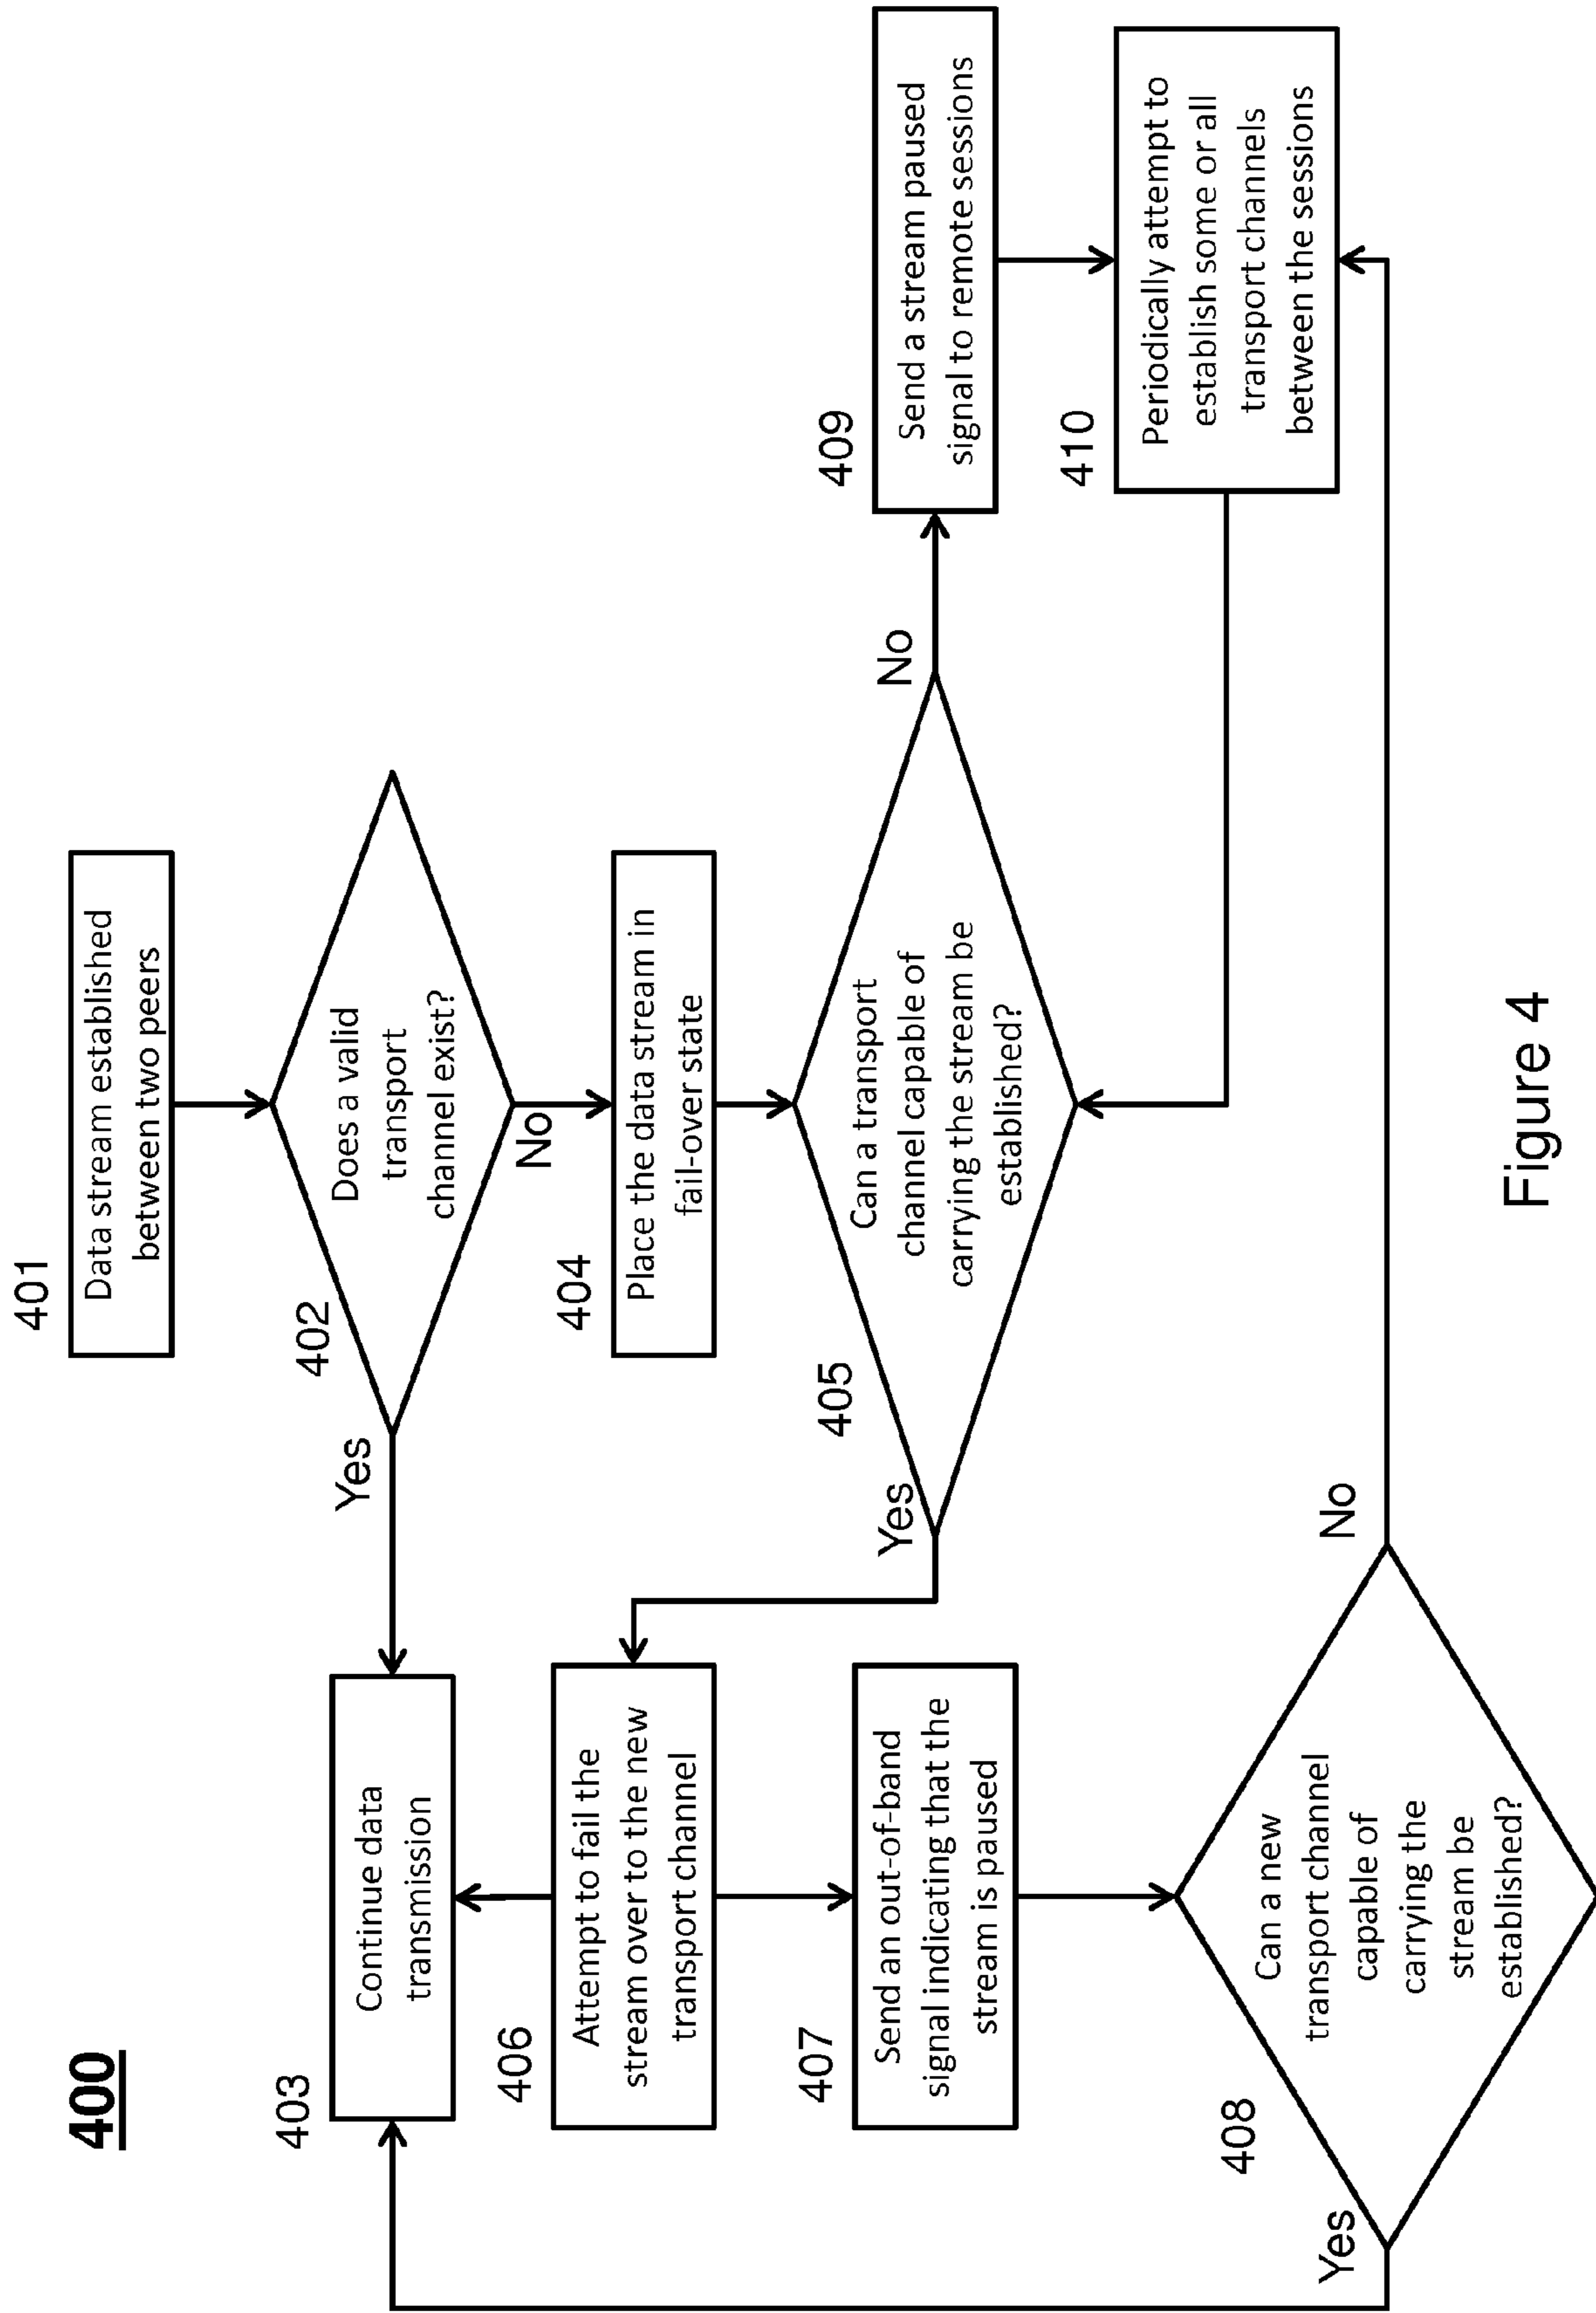 400
401
Data stream established
between two peers
402
Does a valid
transport
channel exist?
Yes
No
403
Continue data
transmission
404
Place the data stream in
fail-over state
405
Can a transport
channel capable of
carrying the stream be
established?
Yes
No
406
Attempt to fail the
stream over to the new
transport channel
407
Send an out-of-band
signal indicating that the
stream is paused
408
Can a new
transport channel
capable of
carrying the
stream be
established?
Yes
No
409
Send a stream paused
signal to remote sessions
410
Periodically attempt to
establish some or all
transport channels
between the sessions
Figure 4